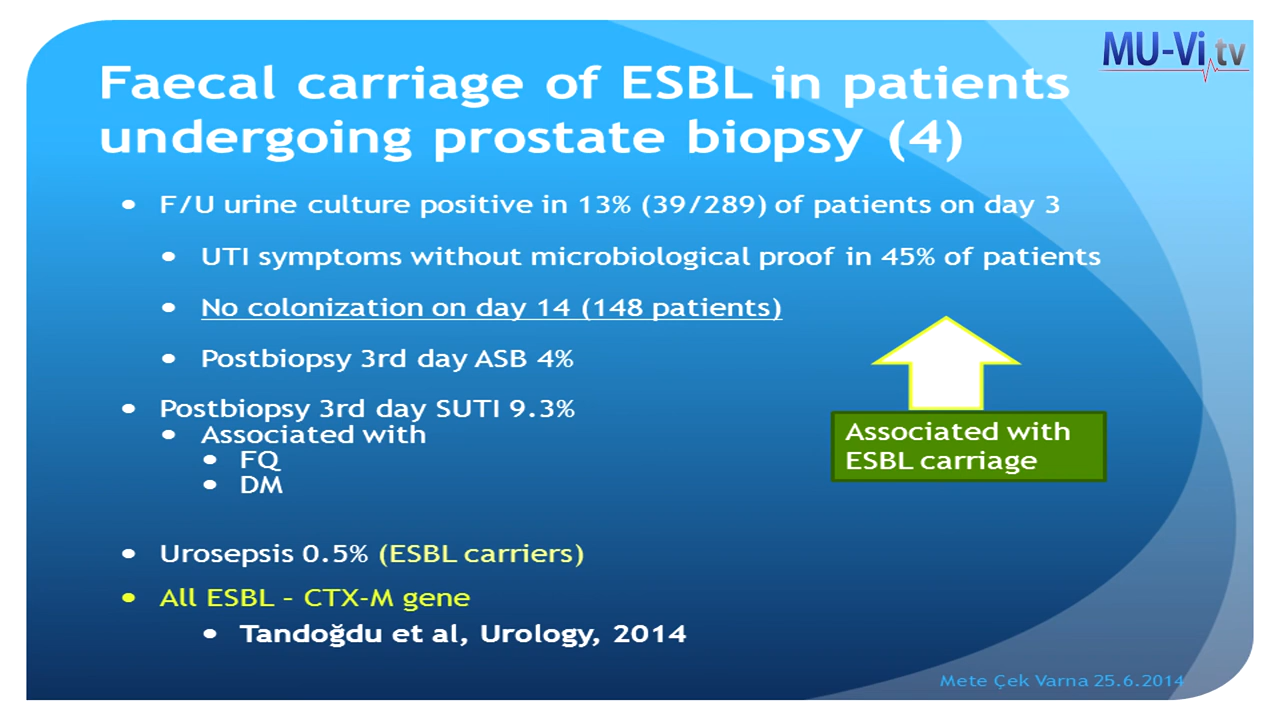 MU-Vi.tv
Faecal carriage of ESBL in patients
undergoing prostate biopsy (4)
• F/U urine culture positive in 13% (39/289) of patients on day 3
• UTI symptoms without microbiological proof in 45% of patients
• No colonization on day 14 (148 patients)
• Postbiopsy 3rd day ASB 4%
• Postbiopsy 3rd day SUTI 9.3%
• Associated with
• FQ
• DM
Associated with
ESBL carriage
• Urosepsis 0.5% (ESBL carriers)
• All ESBL – CTX-M gene
• Tandoğdu et al, Urology, 2014
Mete Çek Varna 25.6.2014